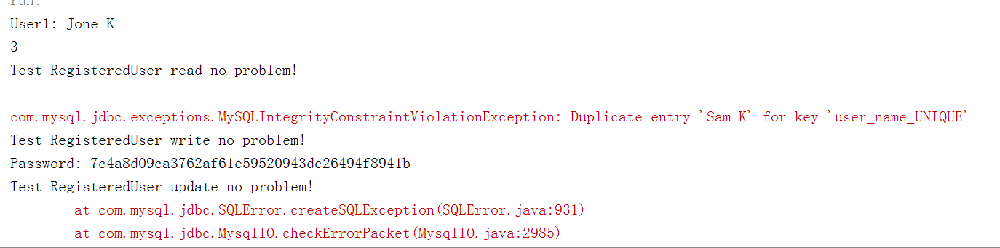 run:
User1: Jone K
3
Test RegisteredUser read no problem!
com.mysql.jdbc.exceptions.MySQLIntegrityConstraintViolationException: Duplicate entry 'Sam K' for key 'user_name_UNIQUE'
Test RegisteredUser write no problem!
Password: 7c4a8d09ca3762af61e59520943dc26494f8941b
Test RegisteredUser update no problem!
at com.mysql.jdbc.SQLError.createSQLException(SQLError.java:931)
at com.mysql.jdbc.MysqlIO.checkErrorPacket(MysqlIO.java:2985)